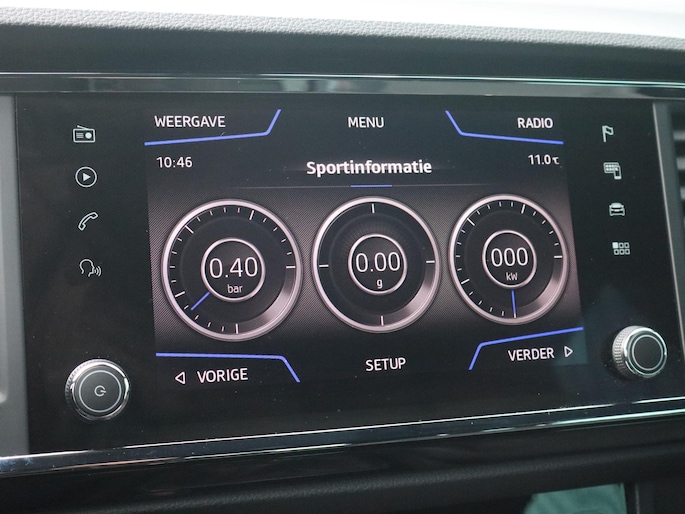 WEERGAVE
MENU
RADIO
10:46
Sportinformatie
11.0 °C
0.40
bar
0.00
g
000
kW
VORIGE
SETUP
VERDER